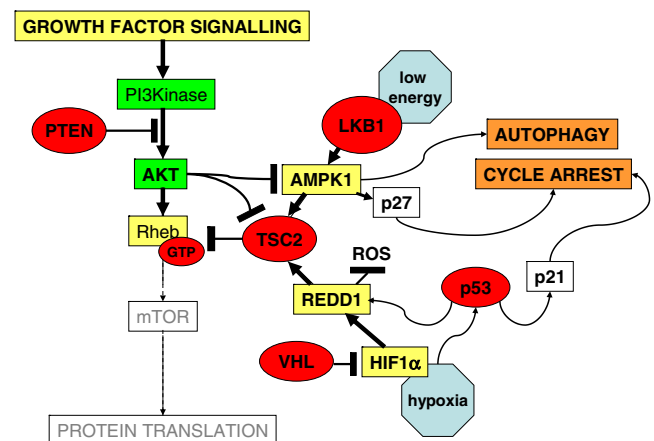 GROWTH FACTOR SIGNALLING
low
energy
PI3Kinase
LKB1
PTEN
AUTOPHAGY
AKT
AMPK1
CYCLE ARREST
p27
Rheb
GTP
TSC2
ROS
p21
REDD1
p53
mTOR
VHL
HIF1α
hypoxia
PROTEIN TRANSLATION